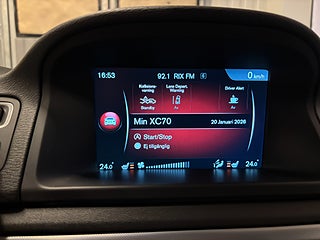 16:53 92.1 RIX FM 0 km/h
Kollisions- Lane Depart. Driver Alert
varning Warning
Standby Av Av
Min XC70 20 Januari 2026
Start/Stop
Ej tillgänglig
24.0° 24.0°